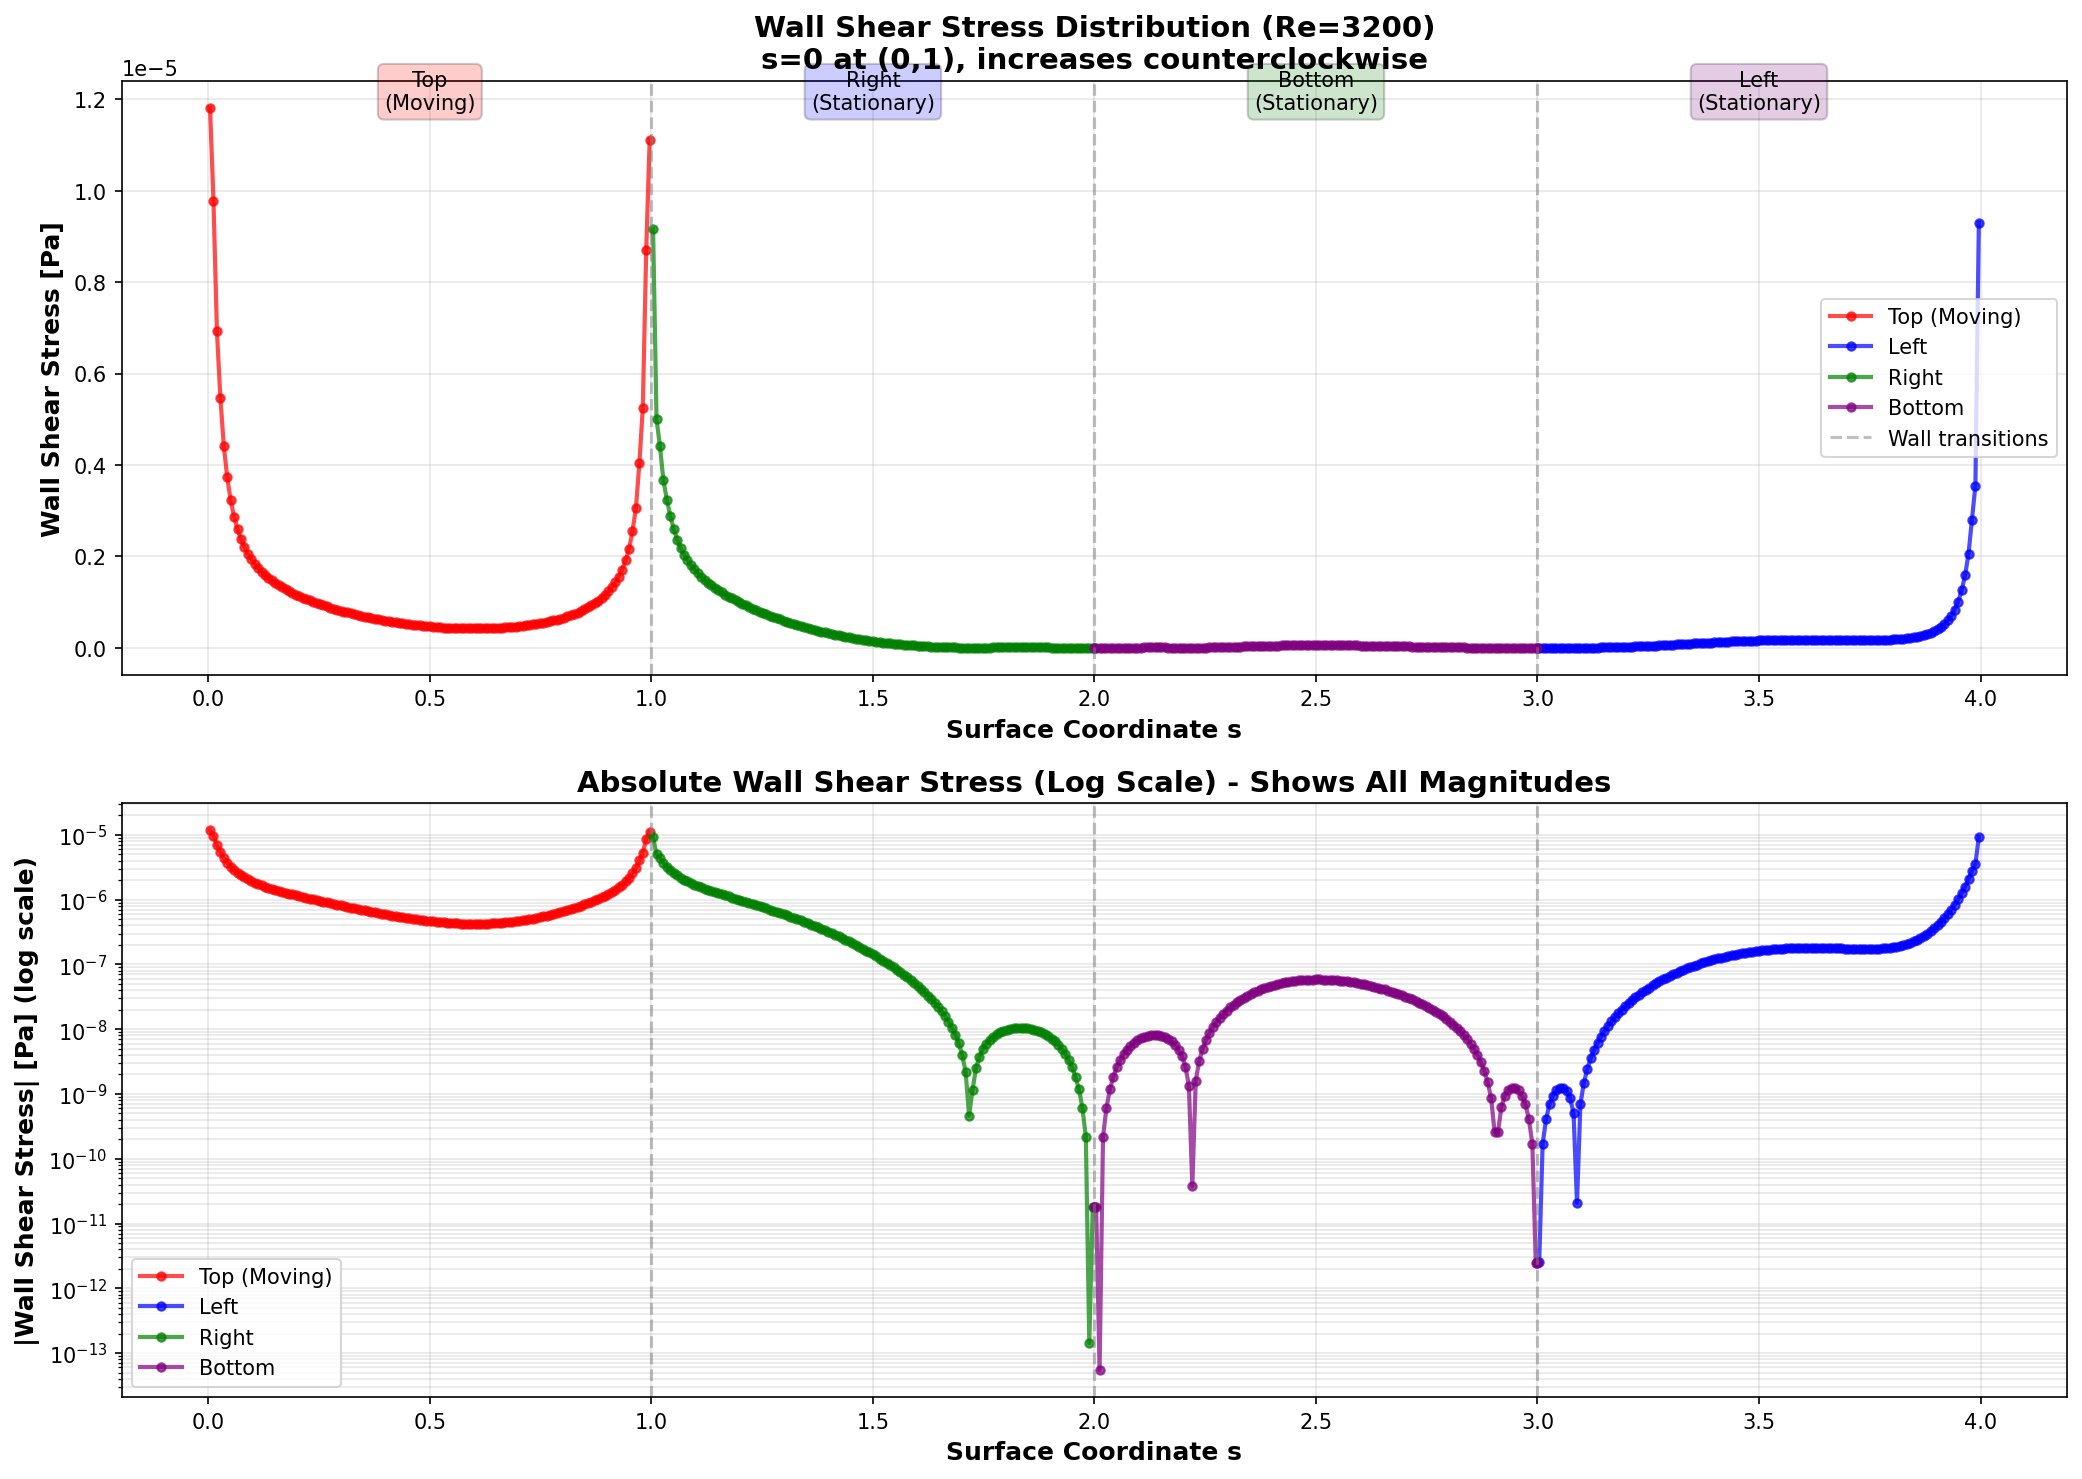 Wall Shear Stress Distribution (Re=3200)
s=0 at (0,1), increases counterclockwise
1e−5
Top
(Moving)
Right
(Stationary)
Bottom
(Stationary)
Left
(Stationary)
Wall Shear Stress [Pa]
1.2
1.0
0.8
0.6
0.4
0.2
0.0
Top (Moving)
Left
Right
Bottom
Wall transitions
0.0 0.5 1.0 1.5 2.0 2.5 3.0 3.5 4.0
Surface Coordinate s
Absolute Wall Shear Stress (Log Scale) - Shows All Magnitudes
|Wall Shear Stress| [Pa] (log scale)
10⁻⁵
10⁻⁶
10⁻⁷
10⁻⁸
10⁻⁹
10⁻¹⁰
10⁻¹¹
10⁻¹²
10⁻¹³
Top (Moving)
Left
Right
Bottom
0.0 0.5 1.0 1.5 2.0 2.5 3.0 3.5 4.0
Surface Coordinate s